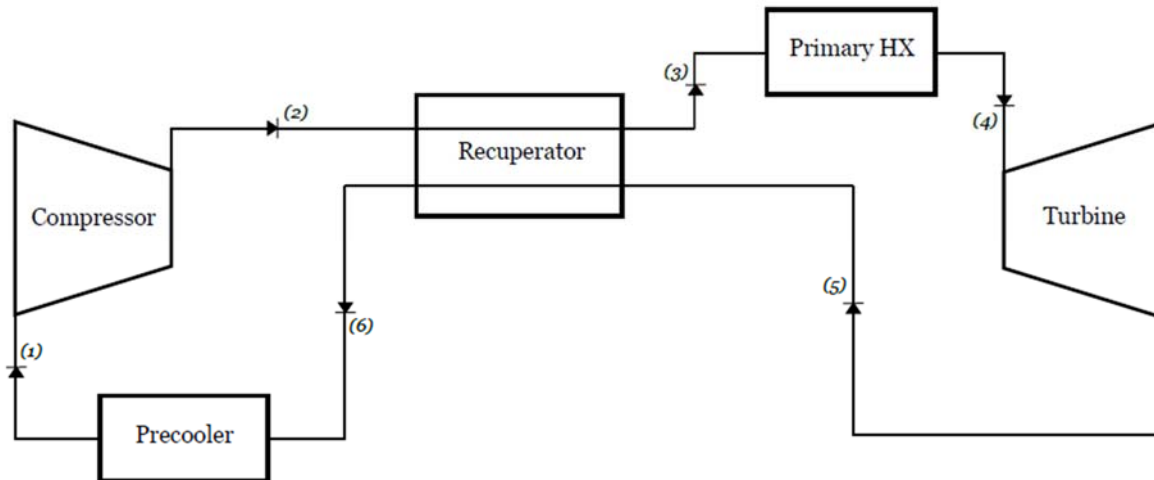 Primary HX
(3)
(2)
(4)
Recuperator
Compressor
Turbine
(5)
(6)
(1)
Precooler